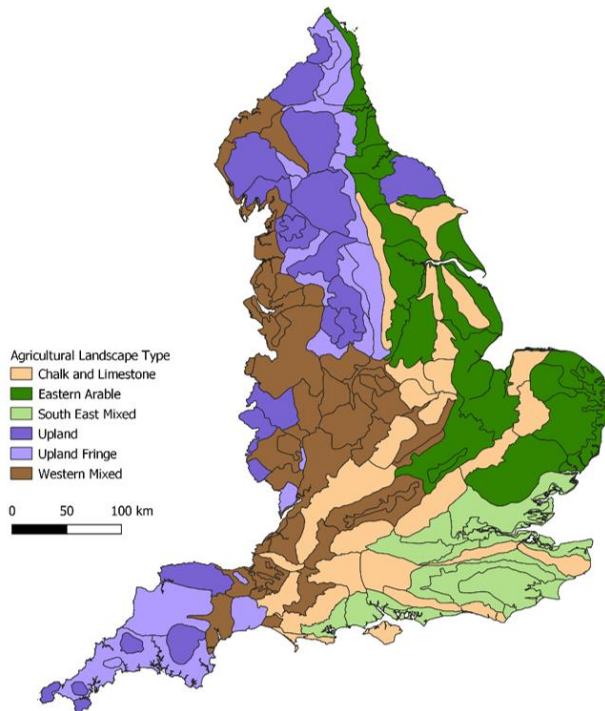 Agricultural Landscape Type
Chalk and Limestone
Eastern Arable
South East Mixed
Upland
Upland Fringe
Western Mixed
0 50 100 km